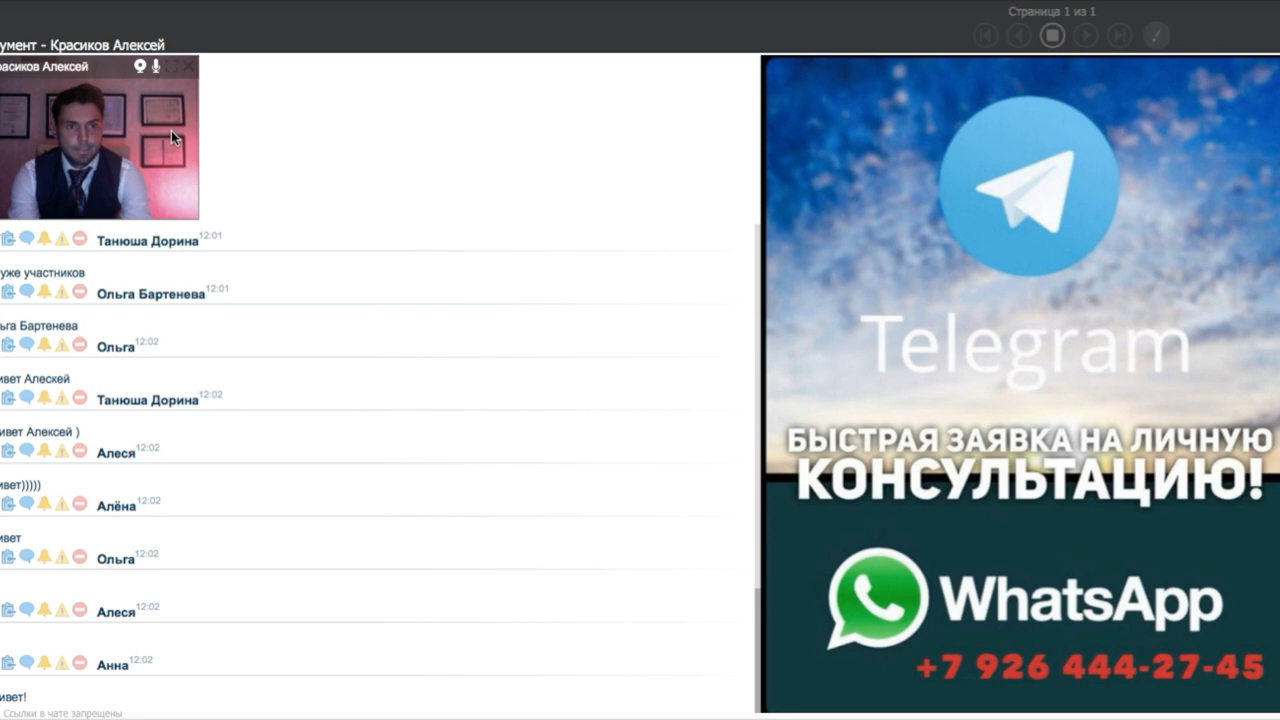 Страница 1 из 1
умент - Красиков Алексей
расиков Алексей
Танюша Дорина 12:01
уже участников
Ольга Бартенева 12:01
ьга Бартенева
Ольга 12:02
ивет Алескей
Танюша Дорина 12:02
ивет Алексей )
Алеся 12:02
ивет)))))
Алёна 12:02
ивет
Ольга 12:02
Алеся 12:02
Анна 12:02
ивет!
Ссылки в чате запрещены
Telegram
БЫСТРАЯ ЗАЯВКА НА ЛИЧНУЮ
КОНСУЛЬТАЦИЮ!
WhatsApp
+7 926 444-27-45